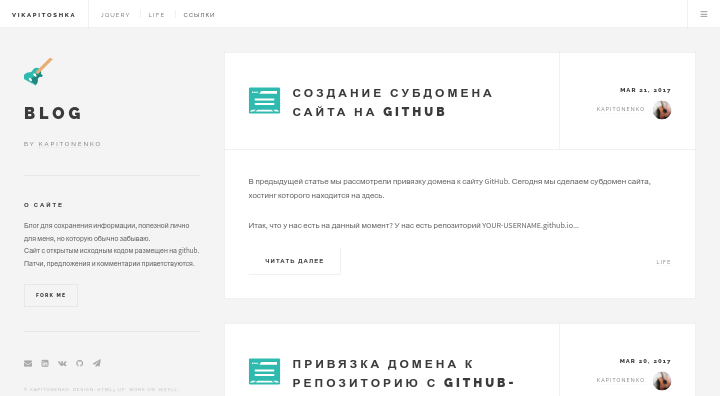 VIKAPITOSHKA JQUERY LIFE ССЫЛКИ
BLOG
BY KAPITONENKO
О САЙТЕ
Блог для сохранения информации, полезной лично
для меня, но которую обычно забываю.
Сайт с открытым исходным кодом размещен на github.
Патчи, предложения и комментарии приветствуются.
FORK ME
© KAPITONENKO. DESIGN: HTML5 UP. WORK ON JEKYLL.
СОЗДАНИЕ СУБДОМЕНА
САЙТА НА GITHUB
MAR 21, 2017
KAPITONENKO
В предыдущей статье мы рассмотрели привязку домена к сайту GitHub. Сегодня мы сделаем субдомен сайта,
хостинг которого находится на здесь.
Итак, что у нас есть на данный момент? У нас есть репозиторий YOUR-USERNAME.github.io...
ЧИТАТЬ ДАЛЕЕ
LIFE
ПРИВЯЗКА ДОМЕНА К
РЕПОЗИТОРИЮ С GITHUB-
MAR 20, 2017
KAPITONENKO